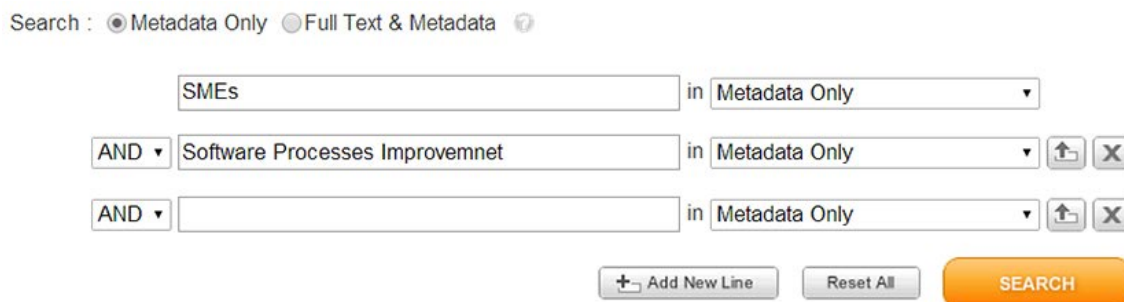 Search : Metadata Only Full Text & Metadata ?
SMEs in Metadata Only
AND Software Processes Improvemnet in Metadata Only X
AND in Metadata Only X
Add New Line Reset All SEARCH